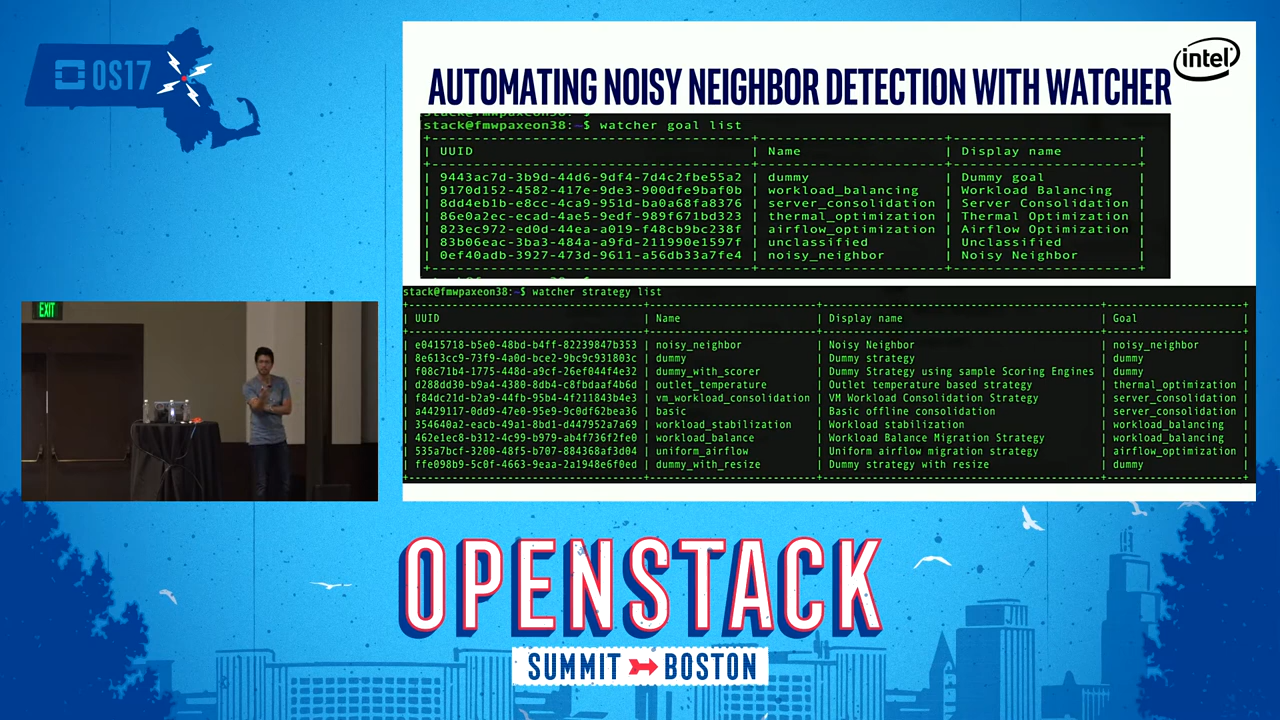 OS17
intel
AUTOMATING NOISY NEIGHBOR DETECTION WITH WATCHER
stack@fmwpaxeon38:~$ watcher goal list
| UUID | Name | Display name |
| 9443ac7d-3b9d-44d6-9df4-7d4c2fbe55a2 | dummy | Dummy goal |
| 9170d152-4582-417e-9de3-900dfe9baf0b | workload_balancing | Workload Balancing |
| 8dd4eb1b-e8cc-4ca9-951d-ba0a68fa8376 | server_consolidation | Server Consolidation |
| 86e0a2ec-ecad-4ae5-9edf-989f671bd323 | thermal_optimization | Thermal Optimization |
| 823ec972-ed0d-44ea-a019-f48cb9bc238f | airflow_optimization | Airflow Optimization |
| 83b06eac-3ba3-484a-a9fd-211990e1597f | unclassified | Unclassified |
| 0ef40adb-3927-473d-9611-a56db33a7fe4 | noisy_neighbor | Noisy Neighbor |
stack@fmwpaxeon38:~$ watcher strategy list
| UUID | Name | Display name | Goal |
| e0415718-b5e0-48bd-b4ff-82239847b353 | noisy_neighbor | Noisy Neighbor | noisy_neighbor |
| 8e613cc9-73f9-4a0d-bce2-9bc9c931803c | dummy | Dummy strategy | dummy |
| f08c71b4-1775-448d-a9cf-26ef044f4e32 | dummy_with_scorer | Dummy Strategy using sample Scoring Engines | dummy |
| d288dd30-b9a4-4380-8db4-c8fbdaaf4b6d | outlet_temperature | Outlet temperature based strategy | thermal_optimization |
| f84dc21d-b2a9-44fb-95b4-4f211843b4e3 | vm_workload_consolidation | VM Workload Consolidation Strategy | server_consolidation |
| a4429117-0dd9-47e0-95e9-9c0df62bea36 | basic | Basic offline consolidation | server_consolidation |
| 354640a2-eacb-49a1-8bd1-d447952a7a69 | workload_stabilization | Workload stabilization | workload_balancing |
| 462e1ec8-b312-4c99-b979-ab4f736f2fe0 | workload_balance | Workload Balance Migration Strategy | workload_balancing |
| 535a7bcf-3200-48f5-b707-884368af3d04 | uniform_airflow | Uniform airflow migration strategy | airflow_optimization |
| ffe098b9-5c0f-4663-9eaa-2a1948e6f0ed | dummy_with_resize | Dummy strategy with resize | dummy |
EXIT
OPENSTACK
SUMMIT BOSTON